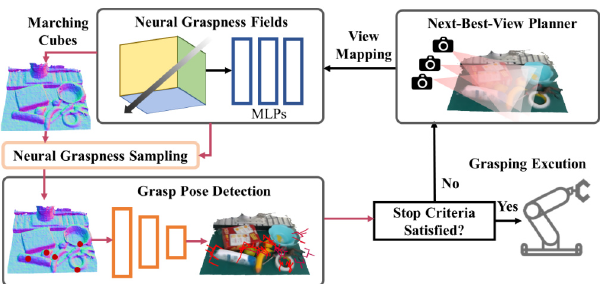 Marching
Cubes
Neural Graspness Fields
MLPs
View
Mapping
Next-Best-View Planner
Neural Graspness Sampling
Grasp Pose Detection
No
Stop Criteria
Satisfied?
Yes
Grasping Excution